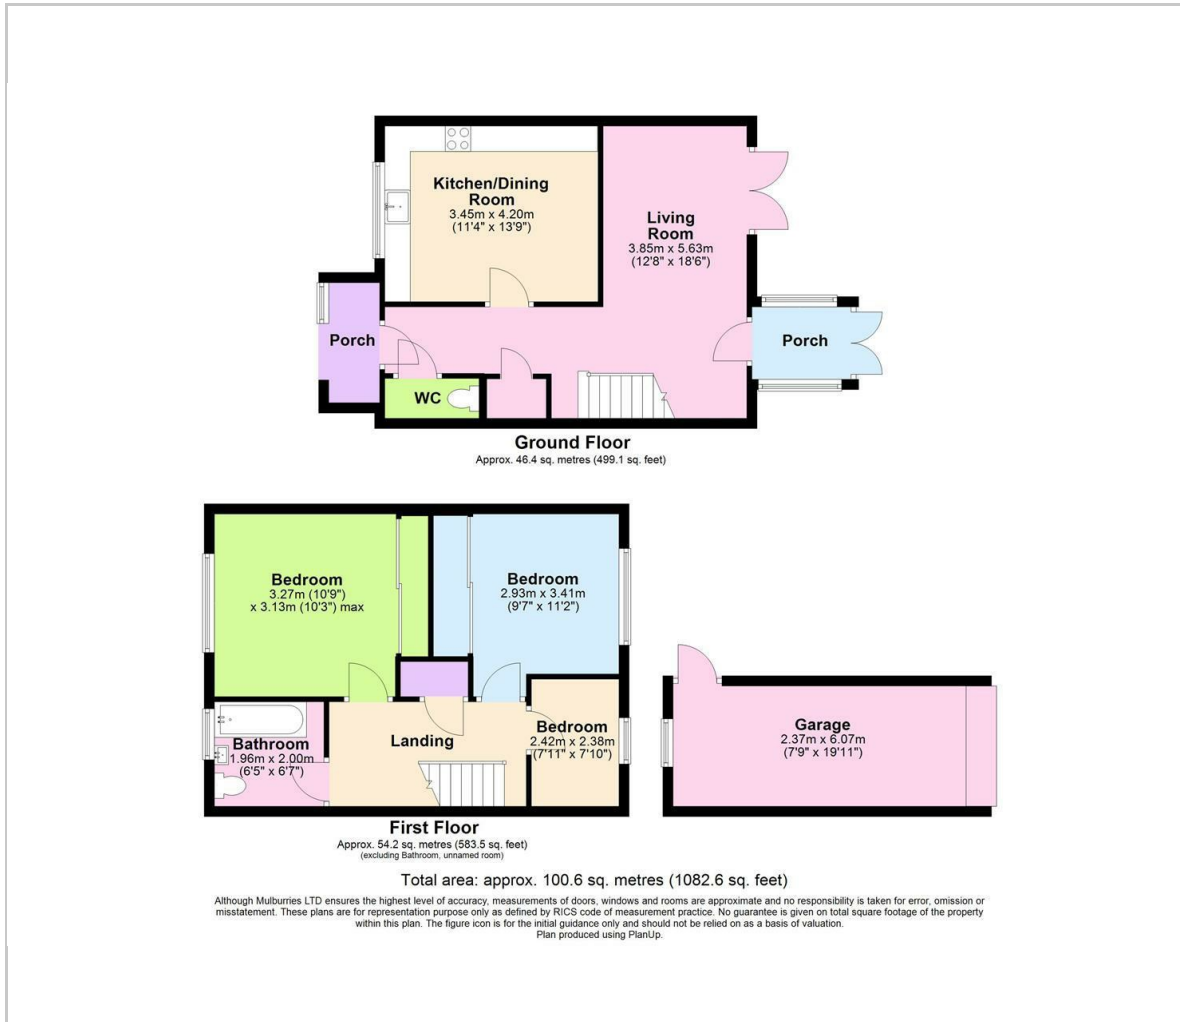 Kitchen/Dining
Room
3.45m x 4.20m
(11'4" x 13'9")
Living
Room
3.85m x 5.63m
(12'8" x 18'6")
Porch
Porch
WC
Ground Floor
Approx. 46.4 sq. metres (499.1 sq. feet)
Bedroom
3.27m (10'9")
x 3.13m (10'3") max
Bedroom
2.93m x 3.41m
(9'7" x 11'2")
Bathroom
1.96m x 2.00m
(6'5" x 6'7")
Landing
Bedroom
2.42m x 2.38m
(7'11" x 7'10")
Garage
2.37m x 6.07m
(7'9" x 19'11")
First Floor
Approx. 54.2 sq. metres (583.5 sq. feet)
(excluding Bathroom, unnamed room)
Total area: approx. 100.6 sq. metres (1082.6 sq. feet)
Although Mulburries LTD ensures the highest level of accuracy, measurements of doors, windows and rooms are approximate and no responsibility is taken for error, omission or
misstatement. These plans are for representation purpose only as defined by RICS code of measurement practice. No guarantee is given on total square footage of the property
within this plan. The figure icon is for the initial guidance only and should not be relied on as a basis of valuation.
Plan produced using PlanUp.